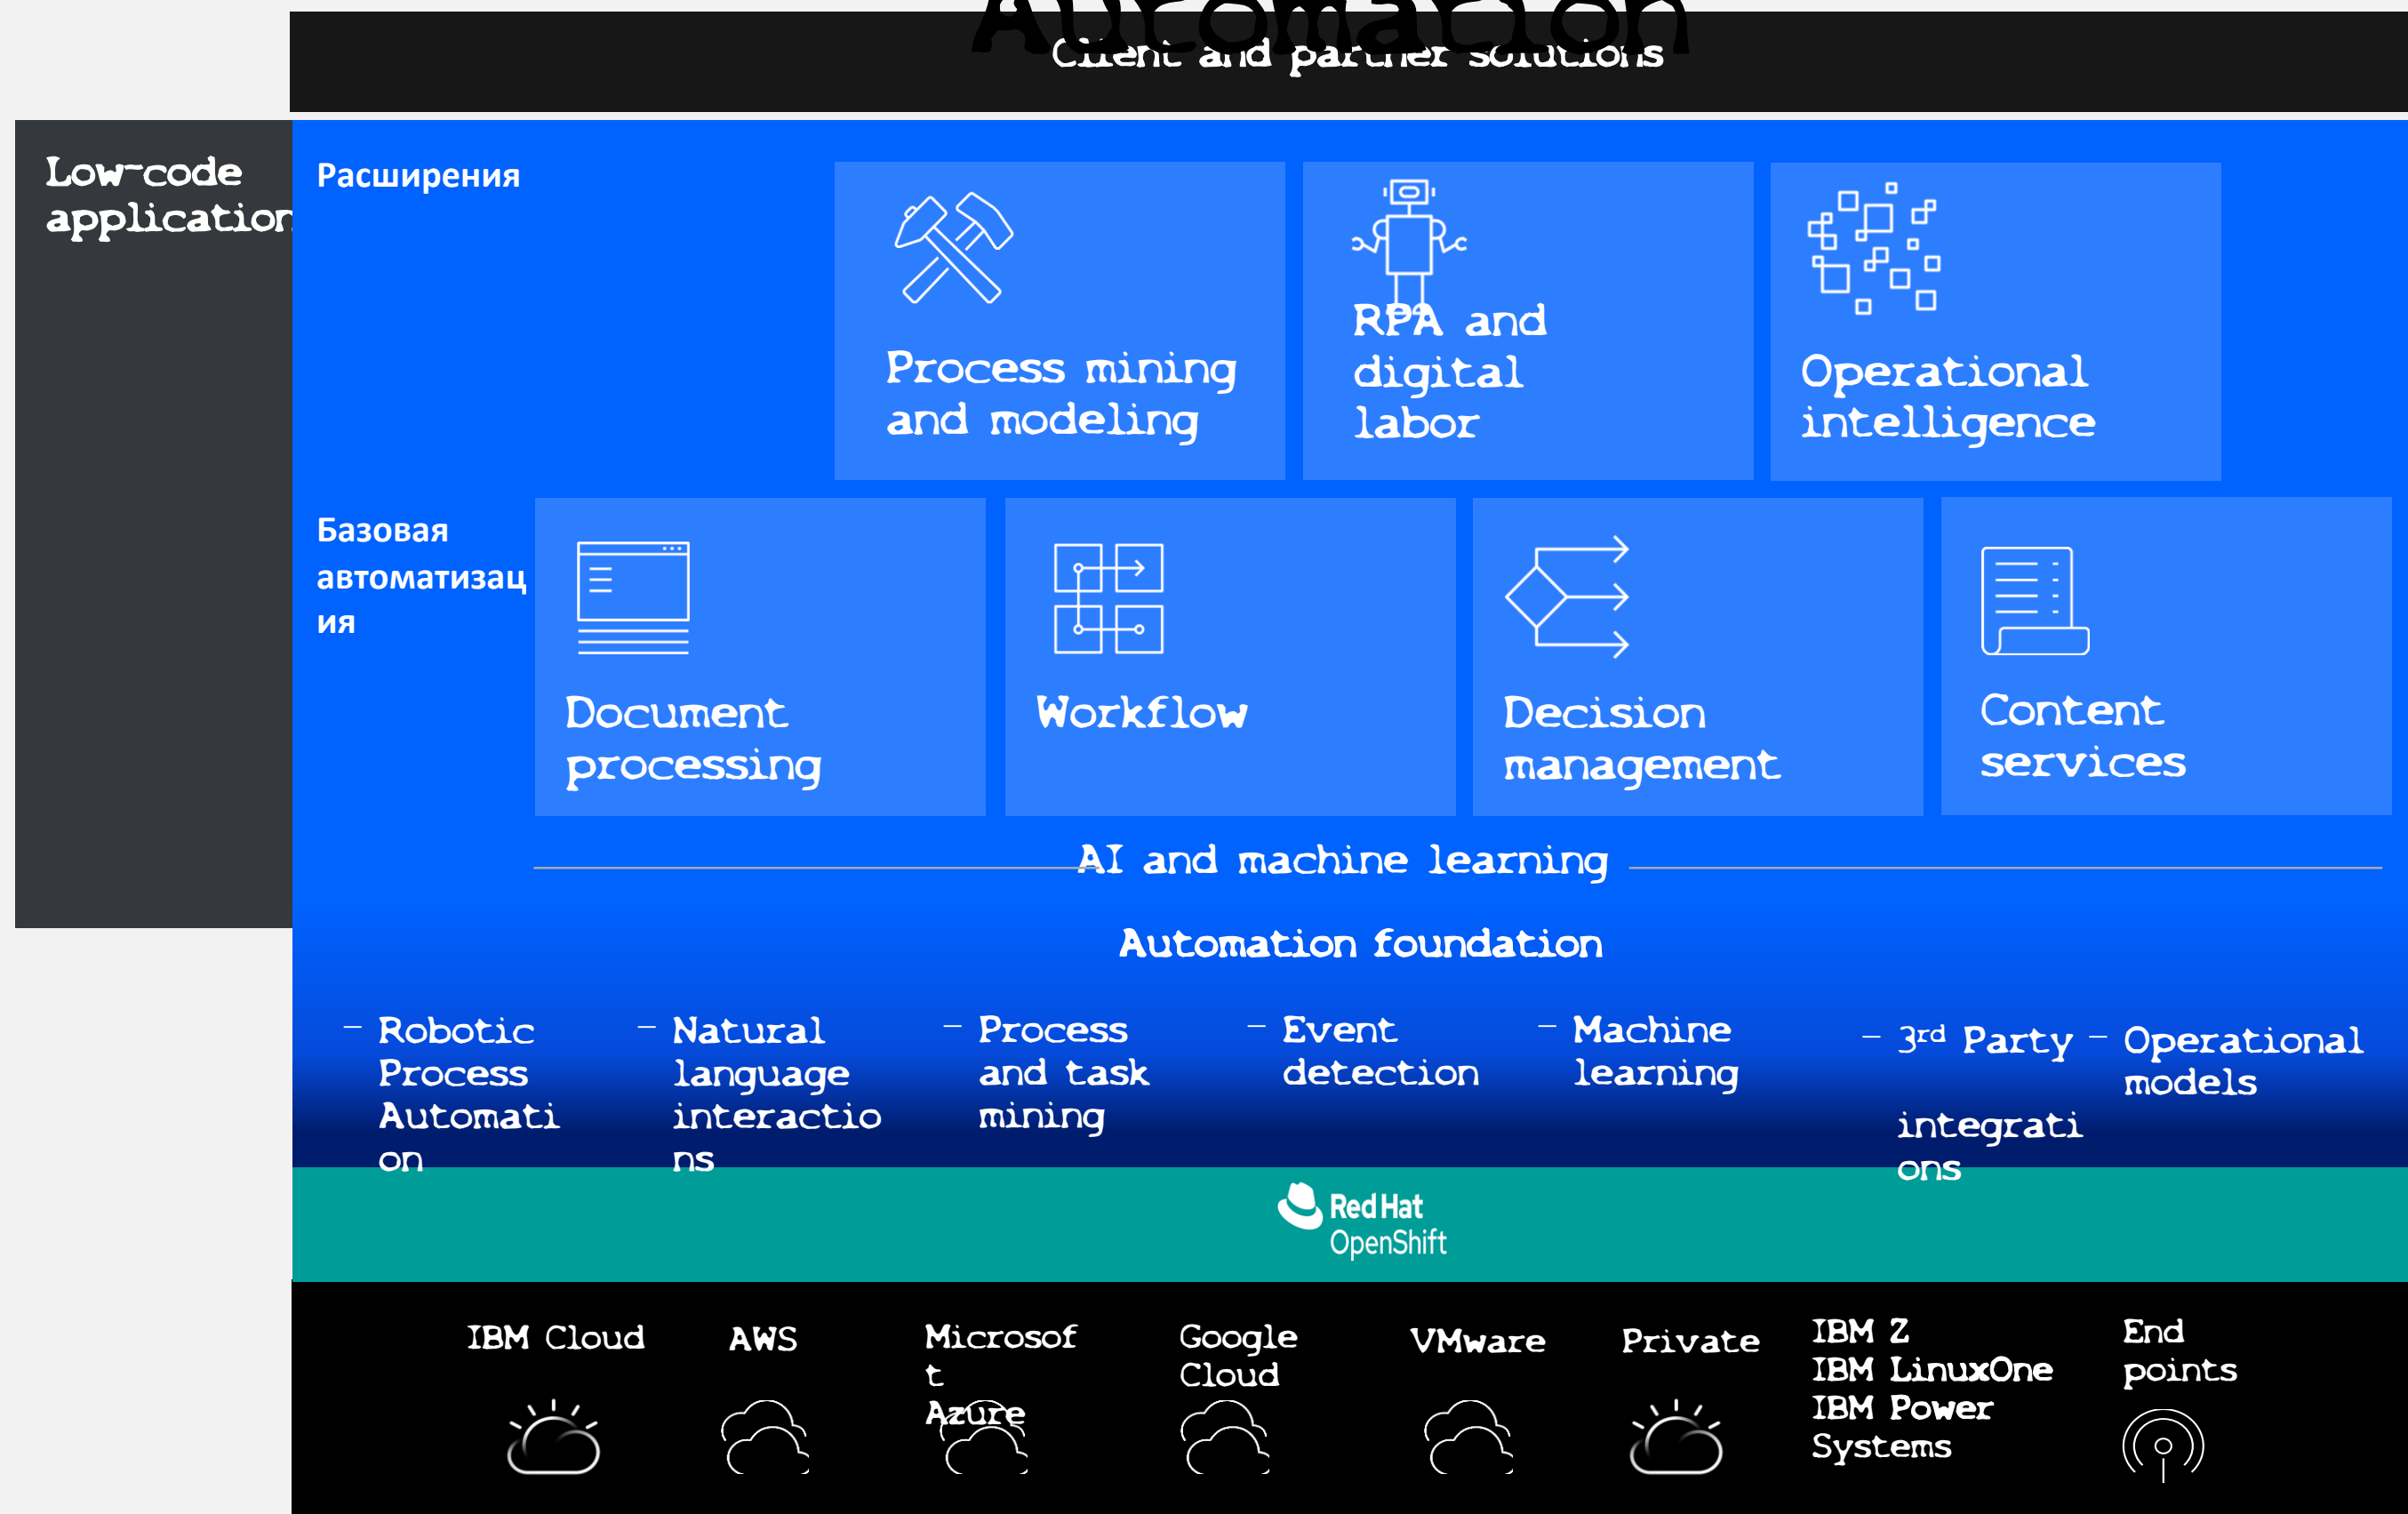 Automation
Client and partner solutions
Low-code
application
Расширения
Process mining
and modeling
RPA and
digital
labor
Operational
intelligence
Базовая
автоматизац
ия
Document
processing
Workflow
Decision
management
Content
services
AI and machine learning
Automation foundation
– Robotic
Process
Automati
on
– Natural
language
interactio
ns
– Process
and task
mining
– Event
detection
– Machine
learning
– 3rd Party
integrati
ons
– Operational
models
Red Hat
OpenShift
IBM Cloud
AWS
Microsof
t
Azure
Google
Cloud
VMware
Private
IBM Z
IBM LinuxOne
IBM Power
Systems
End
points